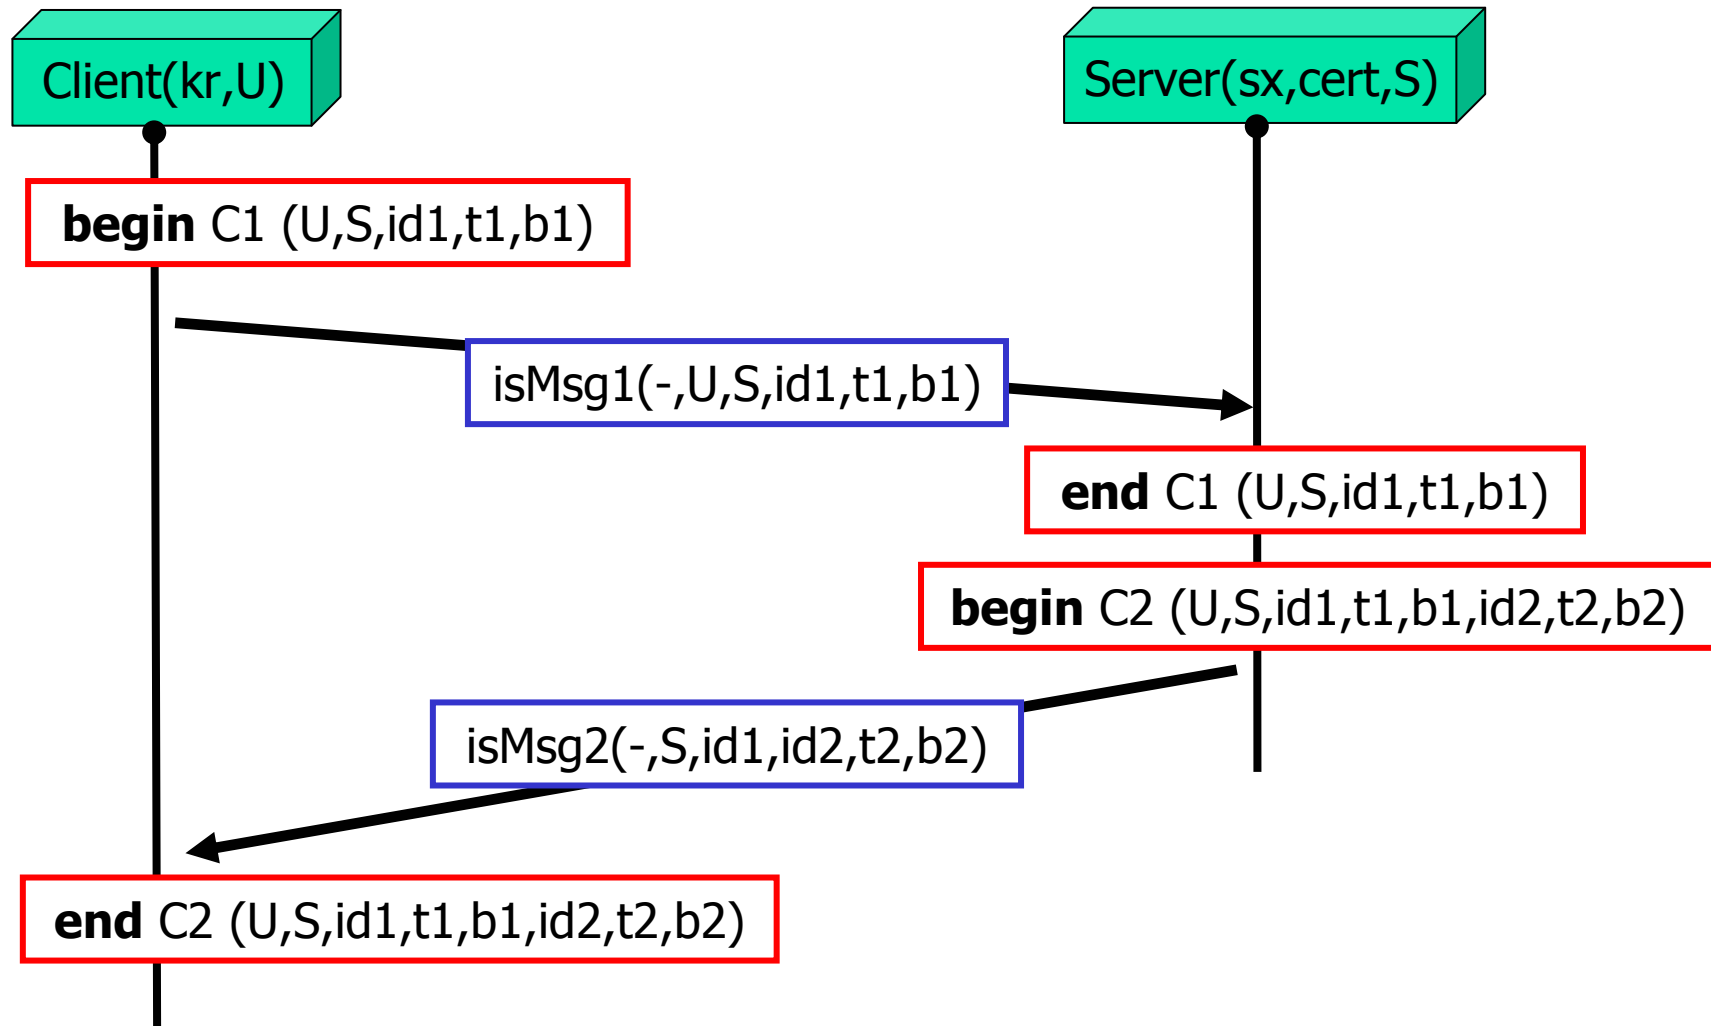 Client(kr,U)
Server(sx,cert,S)
begin C1 (U,S,id1,t1,b1)
isMsg1(-,U,S,id1,t1,b1)
end C1 (U,S,id1,t1,b1)
begin C2 (U,S,id1,t1,b1,id2,t2,b2)
isMsg2(-,S,id1,id2,t2,b2)
end C2 (U,S,id1,t1,b1,id2,t2,b2)